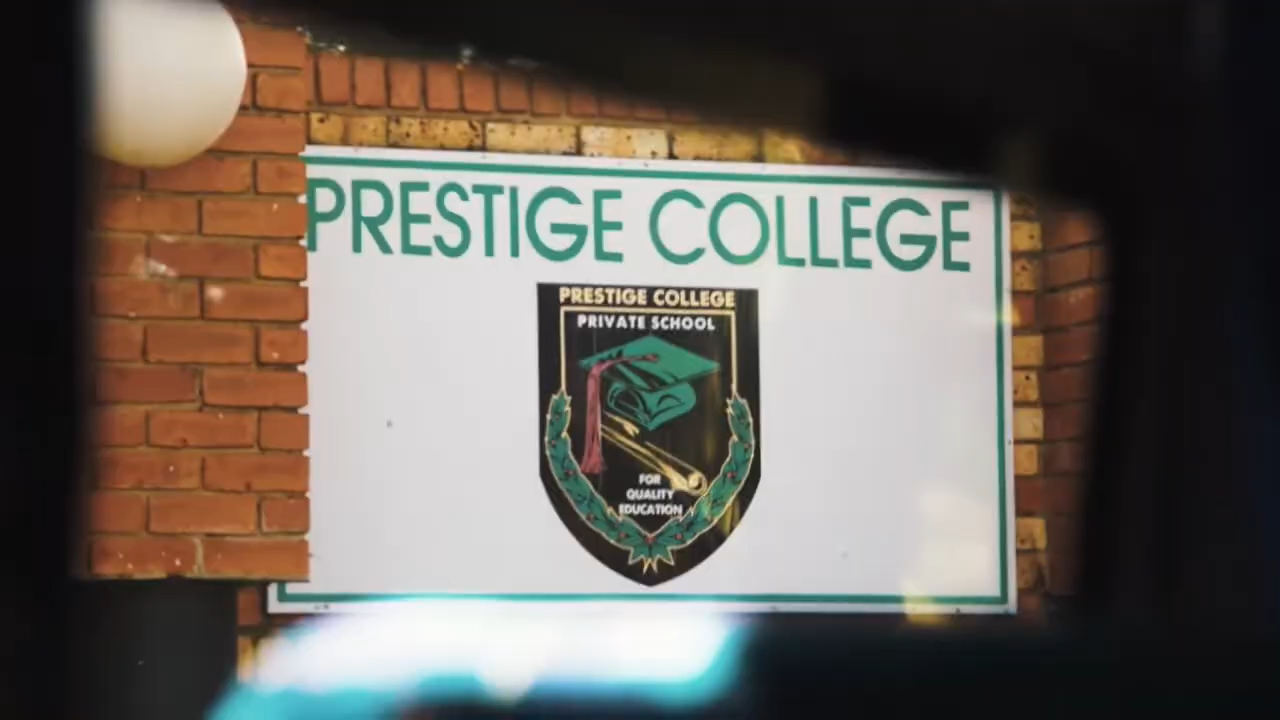 PRESTIGE COLLEGE
PRESTIGE COLLEGE
PRIVATE SCHOOL
FOR
QUALITY
EDUCATION